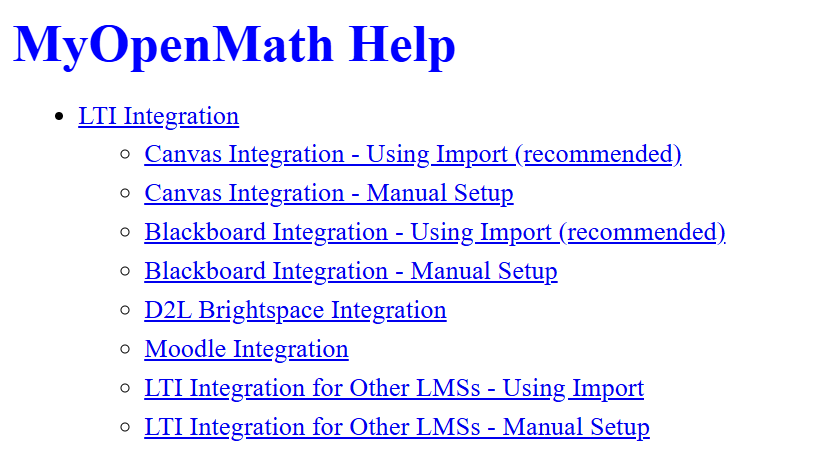 MyOpenMath Help
LTI Integration
Canvas Integration - Using Import (recommended)
Canvas Integration - Manual Setup
Blackboard Integration - Using Import (recommended)
Blackboard Integration - Manual Setup
D2L Brightspace Integration
Moodle Integration
LTI Integration for Other LMSs - Using Import
LTI Integration for Other LMSs - Manual Setup